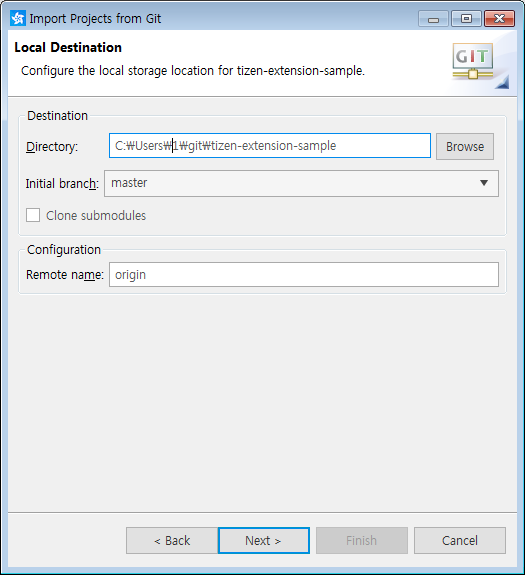 Import Projects from Git
Local Destination
Configure the local storage location for tizen-extension-sample.
GIT
Destination
Directory: C:₩Users₩1₩git₩tizen-extension-sample Browse
Initial branch: master
Clone submodules
Configuration
Remote name: origin
< Back Next > Finish Cancel